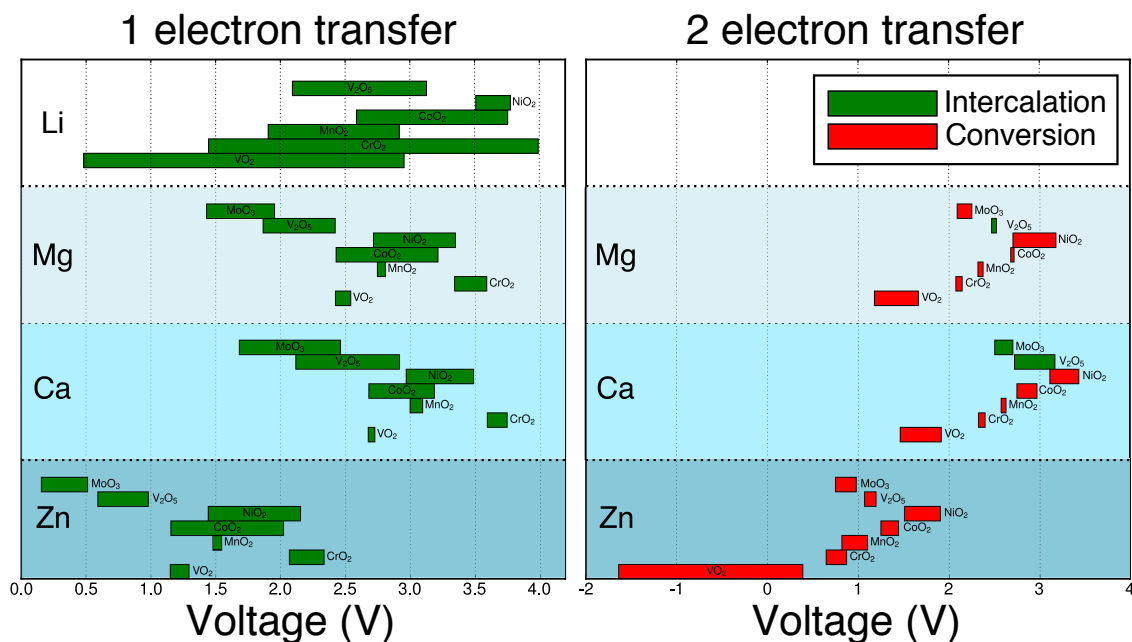 1 electron transfer
Li
V₂O₅
NiO₂
CoO₂
MnO₂
CrO₂
VO₂
Mg
MoO₃
V₂O₅
NiO₂
CoO₂
MnO₂
CrO₂
VO₂
Ca
MoO₃
V₂O₅
NiO₂
CoO₂
MnO₂
CrO₂
VO₂
Zn
MoO₃
V₂O₅
NiO₂
CoO₂
MnO₂
CrO₂
VO₂
0.0 0.5 1.0 1.5 2.0 2.5 3.0 3.5 4.0
Voltage (V)
2 electron transfer
Intercalation
Conversion
MoO₃
V₂O₅
NiO₂
CoO₂
MnO₂
CrO₂
VO₂
MoO₃
V₂O₅
NiO₂
CoO₂
MnO₂
CrO₂
VO₂
MoO₃
V₂O₅
NiO₂
CoO₂
MnO₂
CrO₂
VO₂
-2 -1 0 1 2 3 4
Voltage (V)